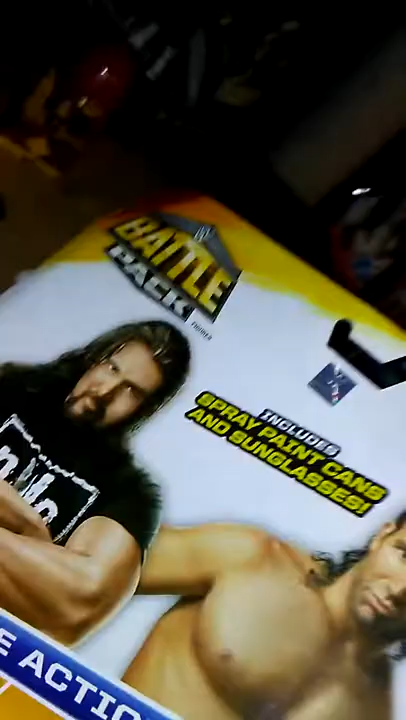 BATTLE
PACK
INCLUDES
SPRAY PAINT CANS
AND SUNGLASSES!
E ACTIO